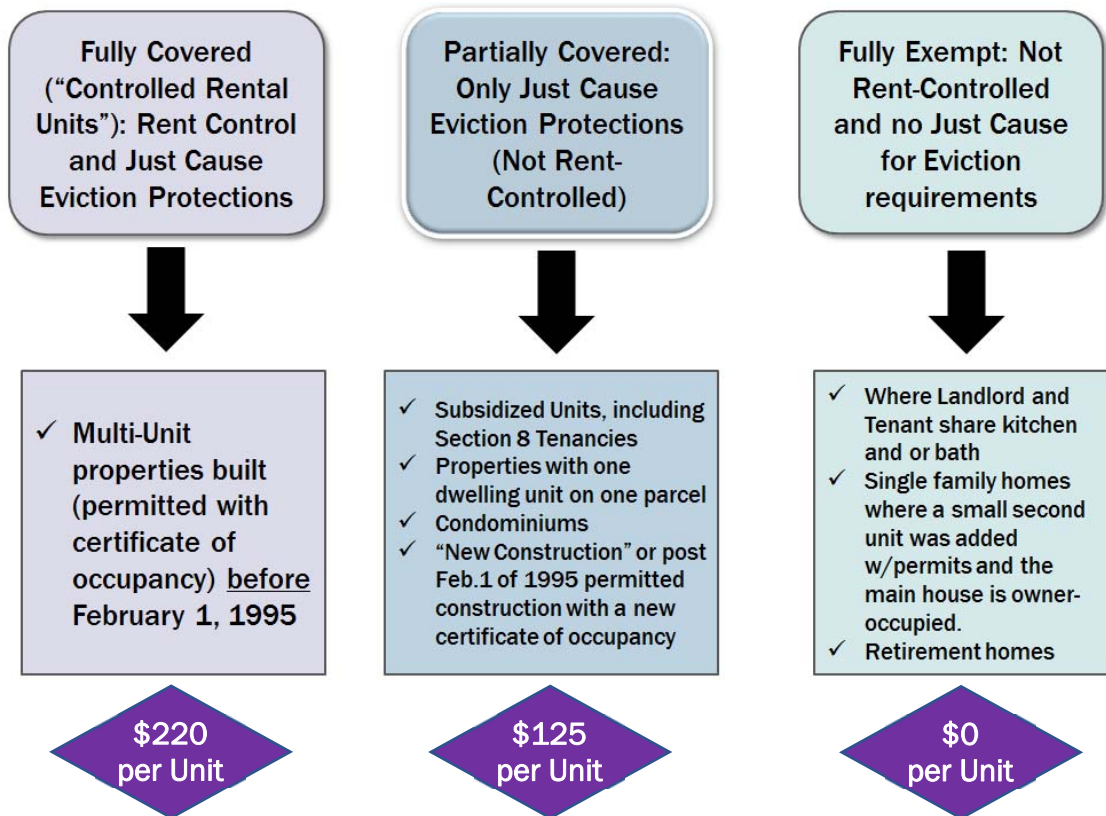 Fully Covered
(“Controlled Rental
Units”): Rent Control
and Just Cause
Eviction Protections
✓ Multi-Unit
properties built
(permitted with
certificate of
occupancy) before
February 1, 1995
$220
per Unit
Partially Covered:
Only Just Cause
Eviction Protections
(Not Rent-
Controlled)
✓ Subsidized Units, including
Section 8 Tenancies
✓ Properties with one
dwelling unit on one parcel
✓ Condominiums
✓ “New Construction” or post
Feb.1 of 1995 permitted
construction with a new
certificate of occupancy
$125
per Unit
Fully Exempt: Not
Rent-Controlled
and no Just Cause
for Eviction
requirements
✓ Where Landlord and
Tenant share kitchen
and or bath
✓ Single family homes
where a small second
unit was added
w/permits and the
main house is owner-
occupied.
✓ Retirement homes
$0
per Unit